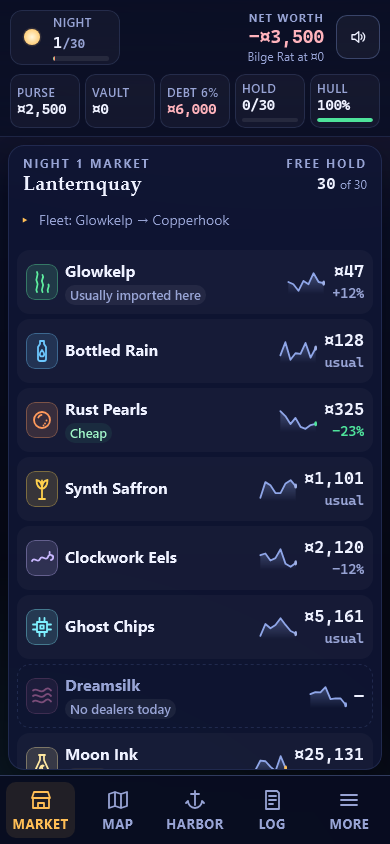 NIGHT
1/30
NET WORTH
−¤3,500
Bilge Rat at ¤0
PURSE
¤2,500
VAULT
¤0
DEBT 6%
¤6,000
HOLD
0/30
HULL
100%
NIGHT 1 MARKET
Lanternquay
FREE HOLD
30 of 30
Fleet: Glowkelp → Copperhook
Glowkelp
Usually imported here
¤47
+12%
Bottled Rain
¤128
usual
Rust Pearls
Cheap
¤325
−23%
Synth Saffron
¤1,101
usual
Clockwork Eels
¤2,120
−12%
Ghost Chips
¤5,161
usual
Dreamsilk
No dealers today
–
Moon Ink
¤25,131
MARKET
MAP
HARBOR
LOG
MORE